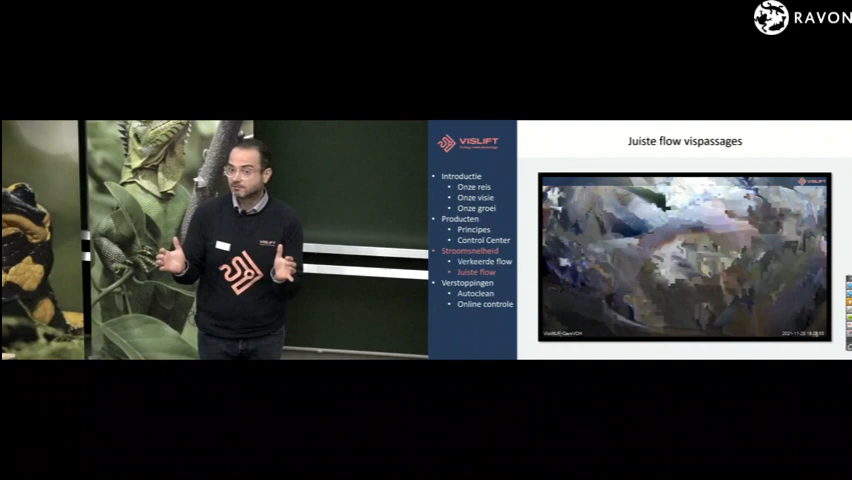 RAVON
VISLIFT
Juiste flow vispassages
Introductie
Onze reis
Onze visie
Onze groei
Producten
Principes
Control Center
Stroomsnelheid
Verkeerde flow
Juiste flow
Verstoppingen
Autoclean
Online controle
VISLIFT
VISLIFT